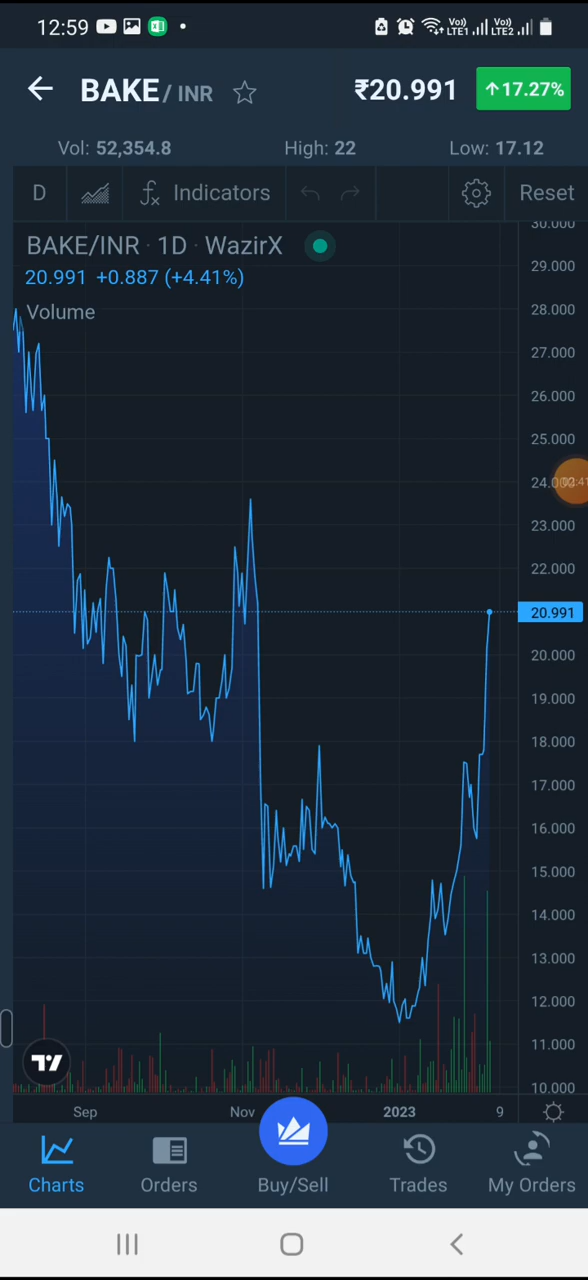 12:59 Vo) LTE1 Vo) LTE2
BAKE/ INR ₹20.991 ↑17.27%
Vol: 52,354.8 High: 22 Low: 17.12
D fx Indicators Reset
30.000
BAKE/INR · 1D · WazirX
29.000
20.991 +0.887 (+4.41%)
Volume
28.000
27.000
26.000
25.000
02:41
23.000
22.000
20.991
20.000
19.000
18.000
17.000
16.000
15.000
14.000
13.000
12.000
11.000
10.000
Sep Nov 2023 9
Charts Orders Buy/Sell Trades My Orders